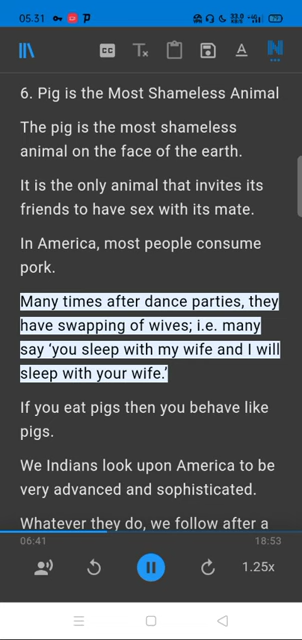 05.31
6. Pig is the Most Shameless Animal
The pig is the most shameless
animal on the face of the earth.
It is the only animal that invites its
friends to have sex with its mate.
In America, most people consume
pork.
Many times after dance parties, they
have swapping of wives; i.e. many
say ‘you sleep with my wife and I will
sleep with your wife.’
If you eat pigs then you behave like
pigs.
We Indians look upon America to be
very advanced and sophisticated.
Whatever they do, we follow after a
06:41
18:53
1.25x